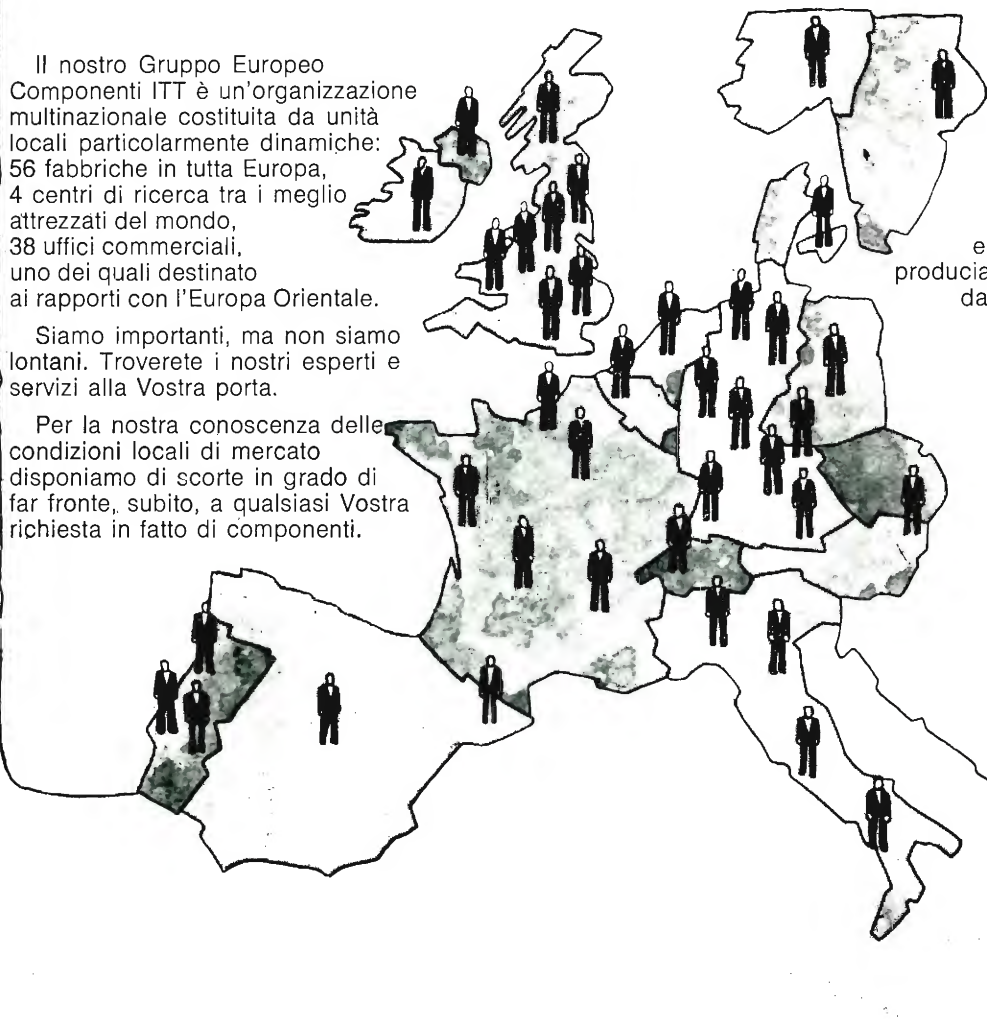 Il nostro Gruppo Europeo
Componenti ITT è un'organizzazione
multinazionale costituita da unità
locali particolarmente dinamiche:
56 fabbriche in tutta Europa,
4 centri di ricerca tra i meglio
attrezzati del mondo,
38 uffici commerciali,
uno dei quali destinato
ai rapporti con l'Europa Orientale.
Siamo importanti, ma non siamo
lontani. Troverete i nostri esperti e
servizi alla Vostra porta.
Per la nostra conoscenza delle
condizioni locali di mercato
disponiamo di scorte in grado di
far fronte, subito, a qualsiasi Vostra
richiesta in fatto di componenti.
e
producia
da